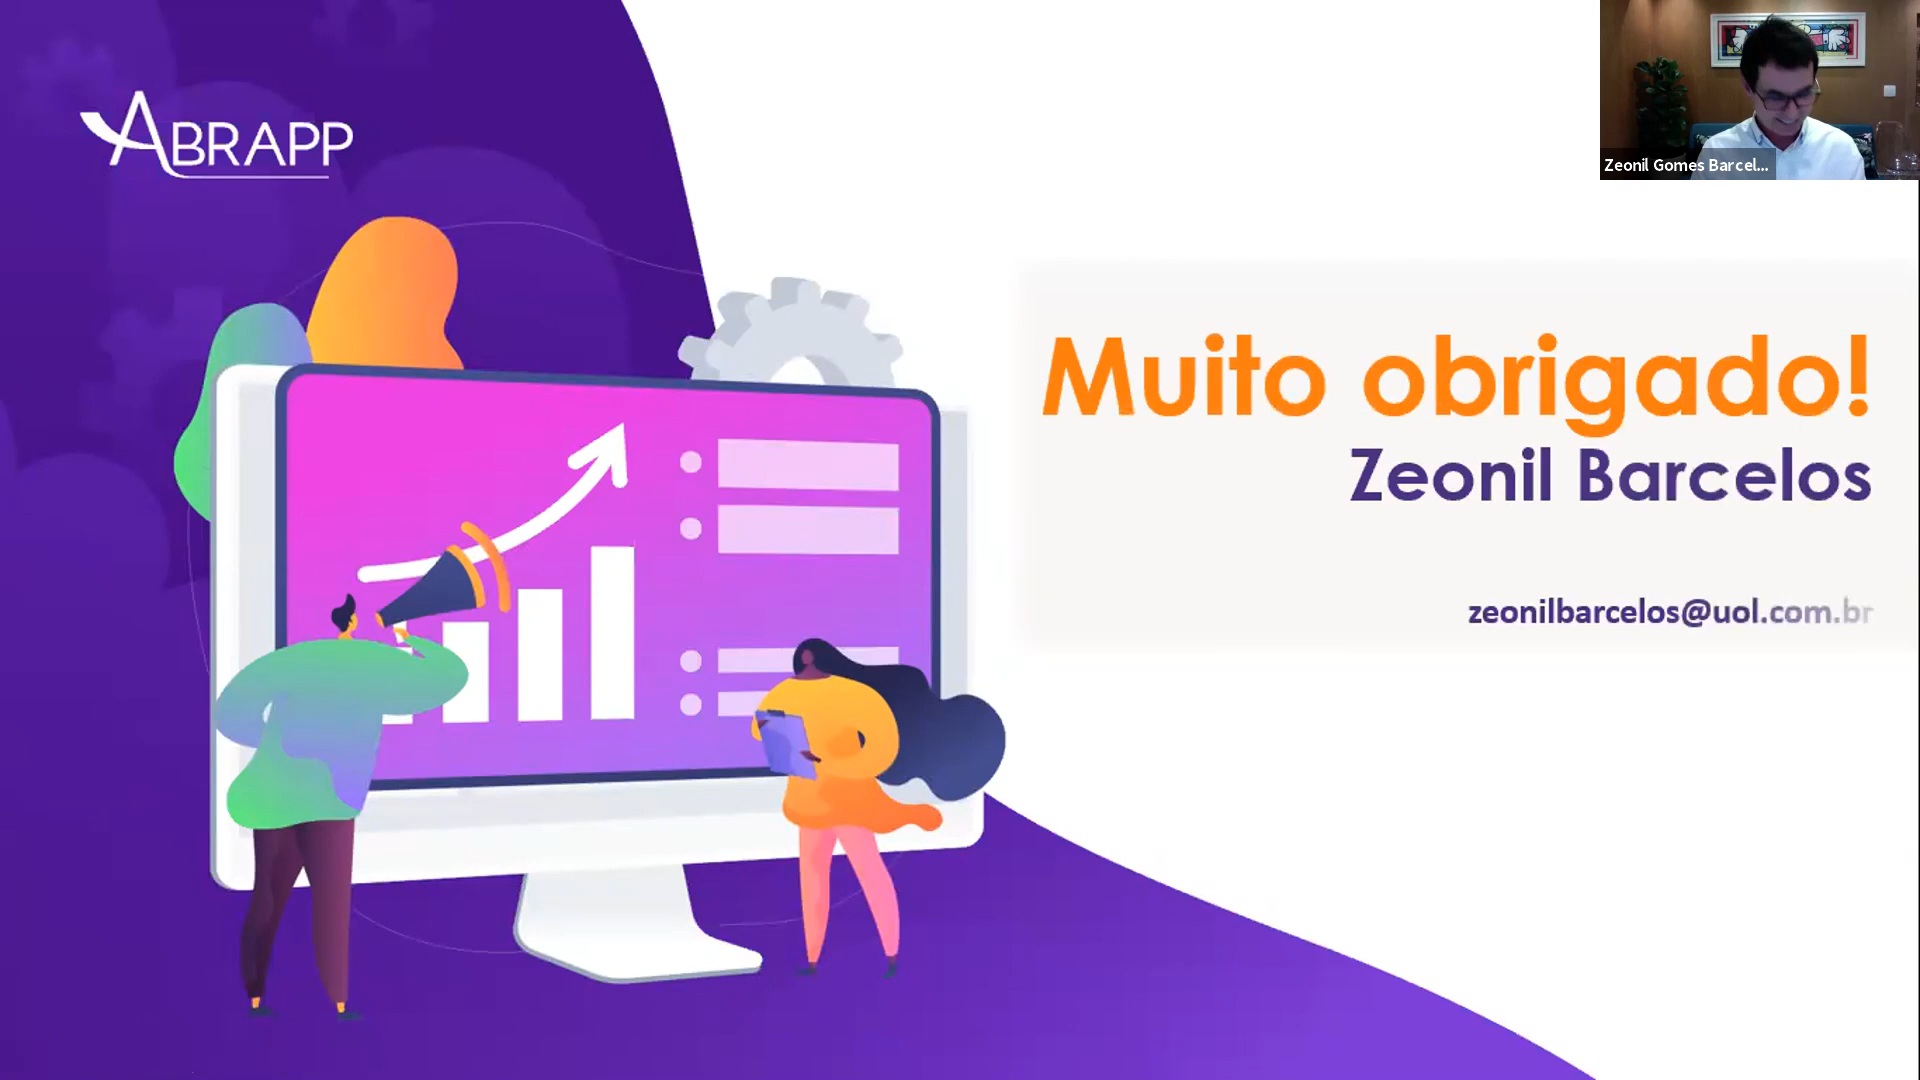 ABRAPP
Zeonil Gomes Barcel...
Muito obrigado!
Zeonil Barcelos
zeonilbarcelos@uol.com.br